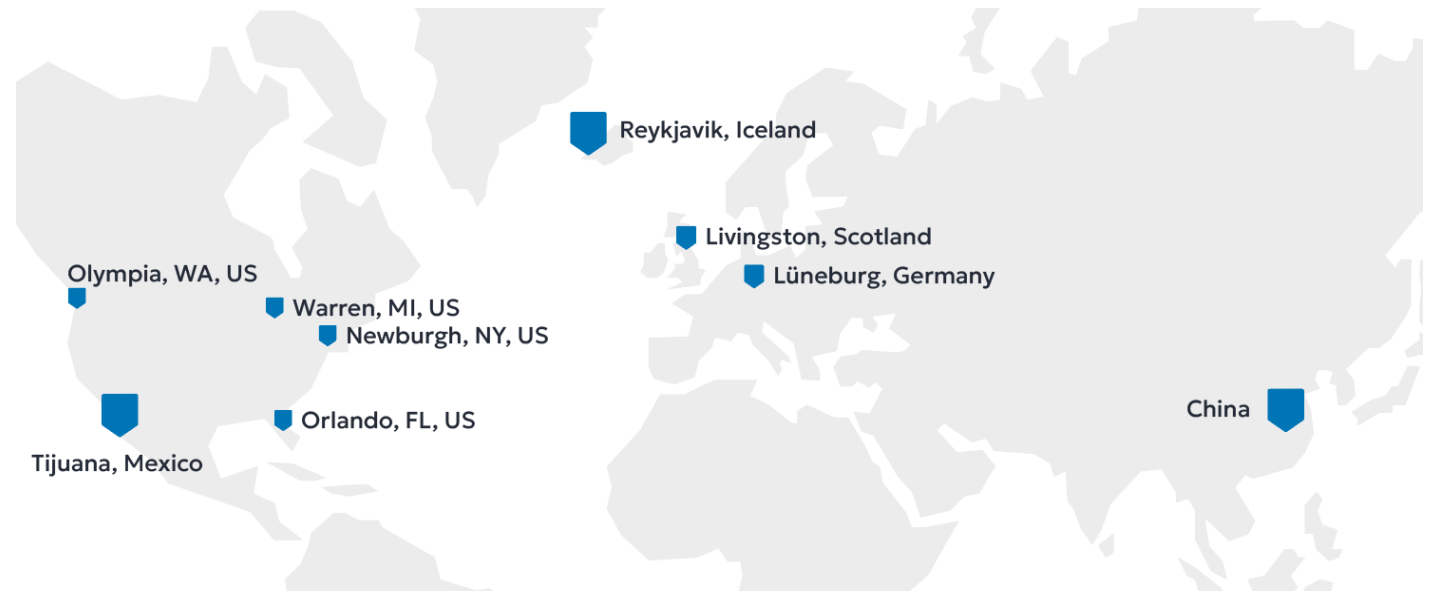 Reykjavik, Iceland
Livingston, Scotland
Olympia, WA, US
Lüneburg, Germany
Warren, MI, US
Newburgh, NY, US
China
Orlando, FL, US
Tijuana, Mexico